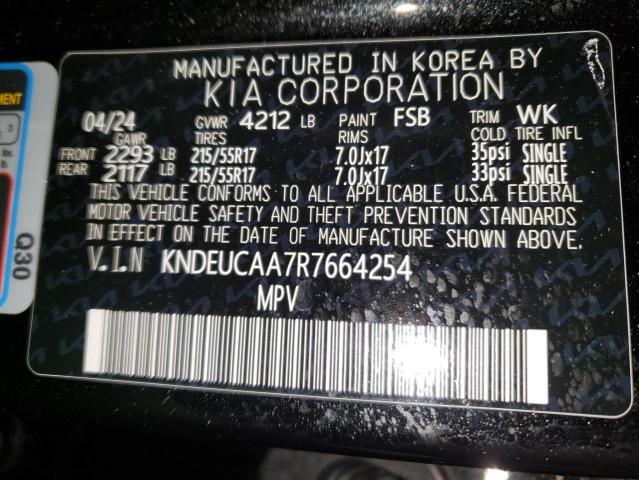 MANUFACTURED IN KOREA BY
KIA CORPORATION
04/24 GVWR 4212 LB PAINT FSB TRIM WK
GAWR TIRES RIMS COLD TIRE INFL
FRONT 2293 LB 215/55R17 7.0Jx17 35psi SINGLE
REAR 2117 LB 215/55R17 7.0Jx17 33psi SINGLE
THIS VEHICLE CONFORMS TO ALL APPLICABLE U.S.A. FEDERAL
MOTOR VEHICLE SAFETY AND THEFT PREVENTION STANDARDS
IN EFFECT ON THE DATE OF MANUFACTURE SHOWN ABOVE.
V.I.N KNDEUCAA7R7664254
MPV
Q30